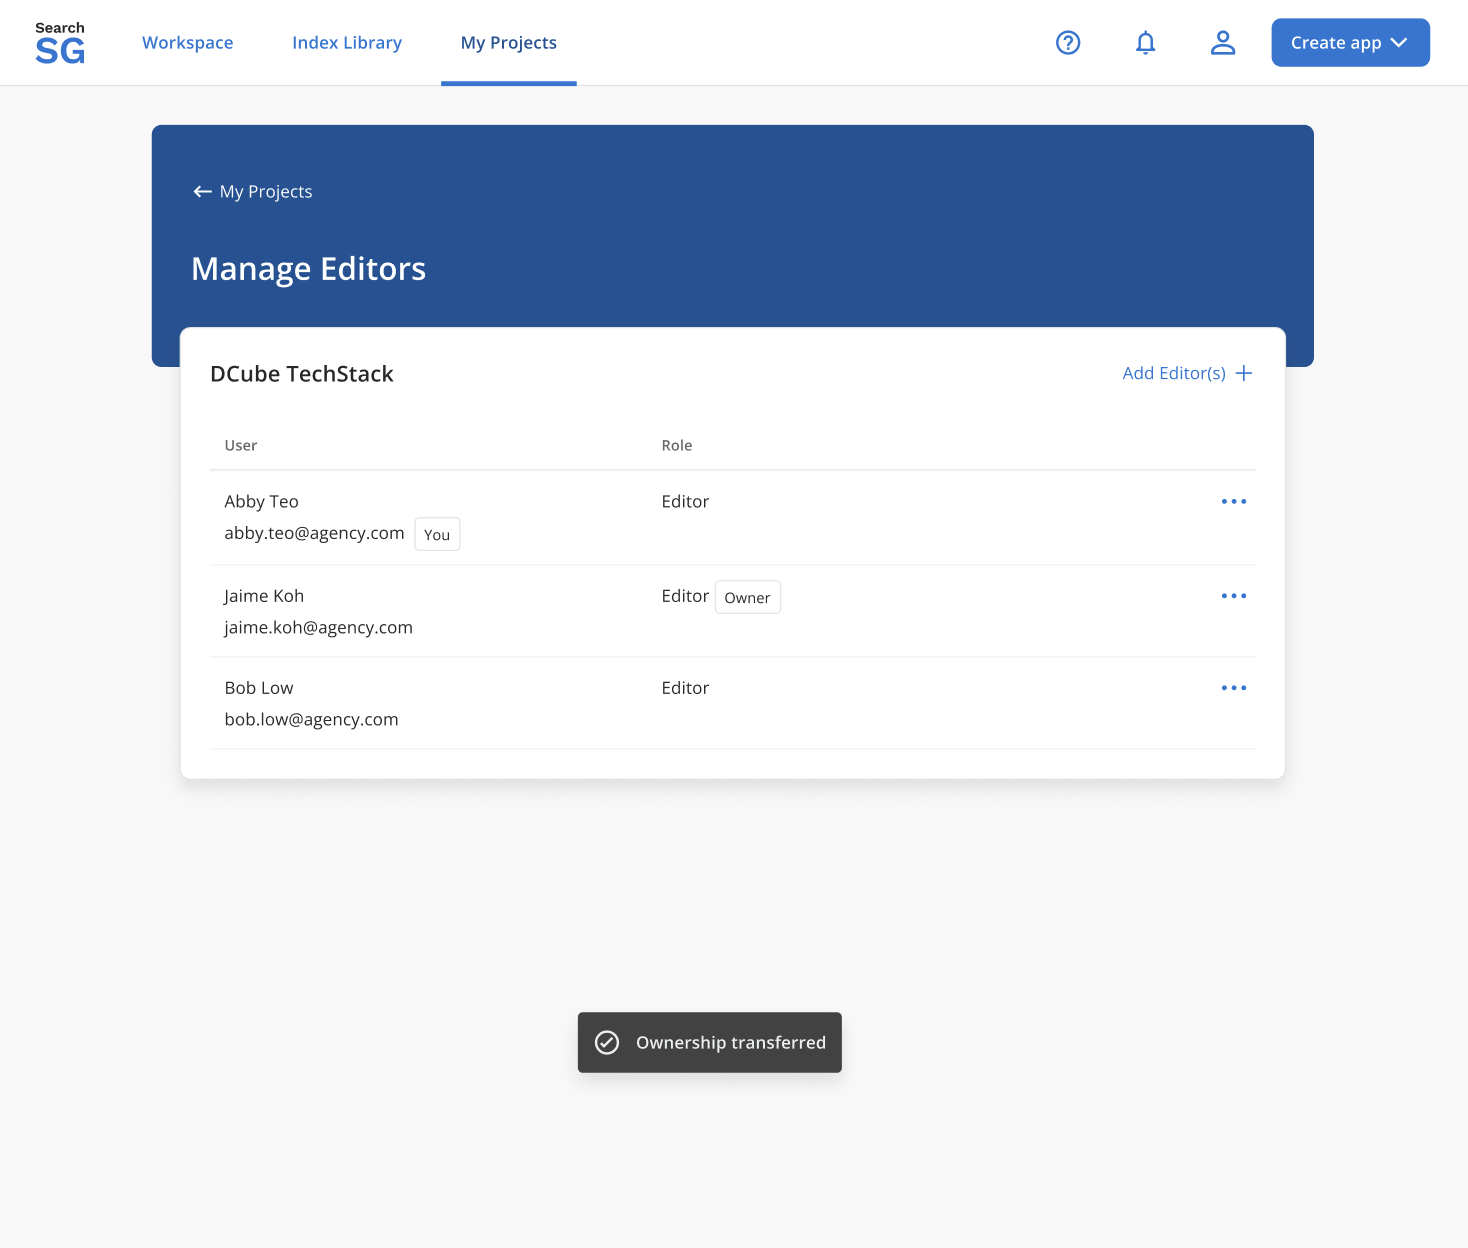 Search
SG
Workspace
Index Library
My Projects
Create app
My Projects
Manage Editors
DCube TechStack
Add Editor(s)
User
Role
Abby Teo
Editor
abby.teo@agency.com
You
Jaime Koh
Editor
Owner
jaime.koh@agency.com
Bob Low
Editor
bob.low@agency.com
Ownership transferred